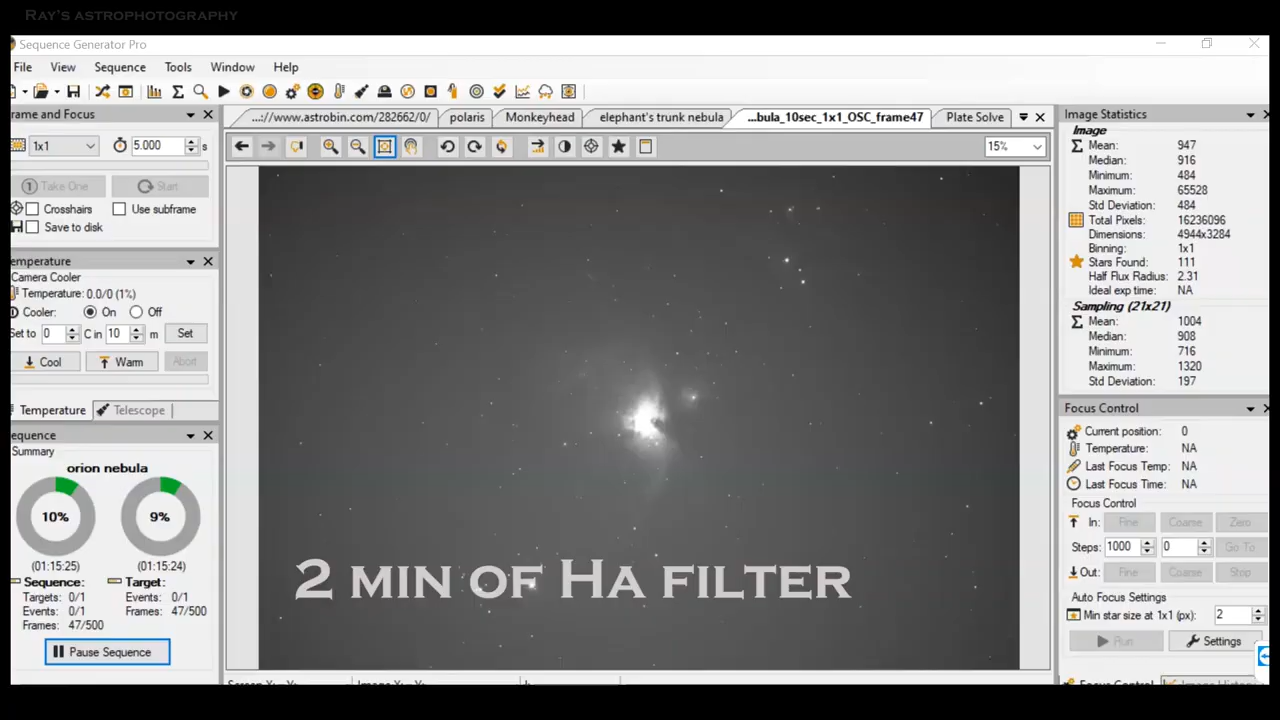 Ray's astrophotography
Sequence Generator Pro
File View Sequence Tools Window Help
rame and Focus
1x1 5.000 s
Take One Start
Crosshairs Use subframe
Save to disk
emperature
Camera Cooler
Temperature: 0.0/0 (1%)
Cooler: On Off
Set to 0 C in 10 m Set
Cool Warm Abort
Temperature Telescope
equence
Summary
orion nebula
10% 9%
(01:15:25) (01:15:24)
Sequence: Target:
Targets: 0/1 Events: 0/1
Events: 0/1 Frames: 47/500
Frames: 47/500
Pause Sequence
...://www.astrobin.com/282662/0/ polaris Monkeyhead elephant's trunk nebula ...bula_10sec_1x1_OSC_frame47 Plate Solve
15%
2 min of Ha filter
Image Statistics
Image
Mean: 947
Median: 916
Minimum: 484
Maximum: 65528
Std Deviation: 484
Total Pixels: 16236096
Dimensions: 4944x3284
Binning: 1x1
Stars Found: 111
Half Flux Radius: 2.31
Ideal exp time: NA
Sampling (21x21)
Mean: 1004
Median: 908
Minimum: 716
Maximum: 1320
Std Deviation: 197
Focus Control
Current position: 0
Temperature: NA
Last Focus Temp: NA
Last Focus Time: NA
Focus Control
In: Fine Coarse Zero
Steps: 1000 0 Go To
Out: Fine Coarse Stop
Auto Focus Settings
Min star size at 1x1 (px): 2
Run Settings
Focus Control Image History